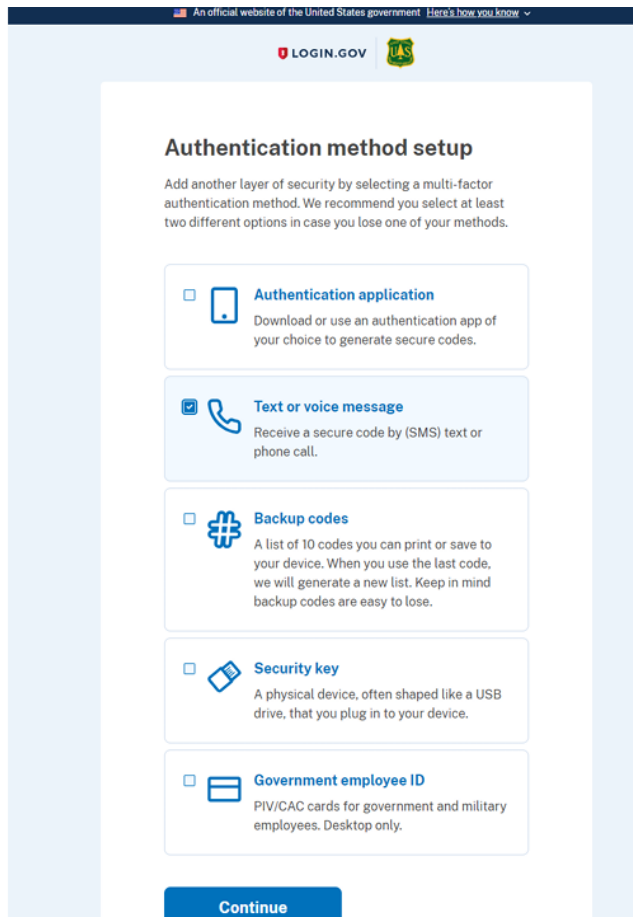 An official website of the United States government Here's how you know
LOGIN.GOV UAS
Authentication method setup
Add another layer of security by selecting a multi-factor
authentication method. We recommend you select at least
two different options in case you lose one of your methods.
Authentication application
Download or use an authentication app of
your choice to generate secure codes.
Text or voice message
Receive a secure code by (SMS) text or
phone call.
Backup codes
A list of 10 codes you can print or save to
your device. When you use the last code,
we will generate a new list. Keep in mind
backup codes are easy to lose.
Security key
A physical device, often shaped like a USB
drive, that you plug in to your device.
Government employee ID
PIV/CAC cards for government and military
employees. Desktop only.
Continue